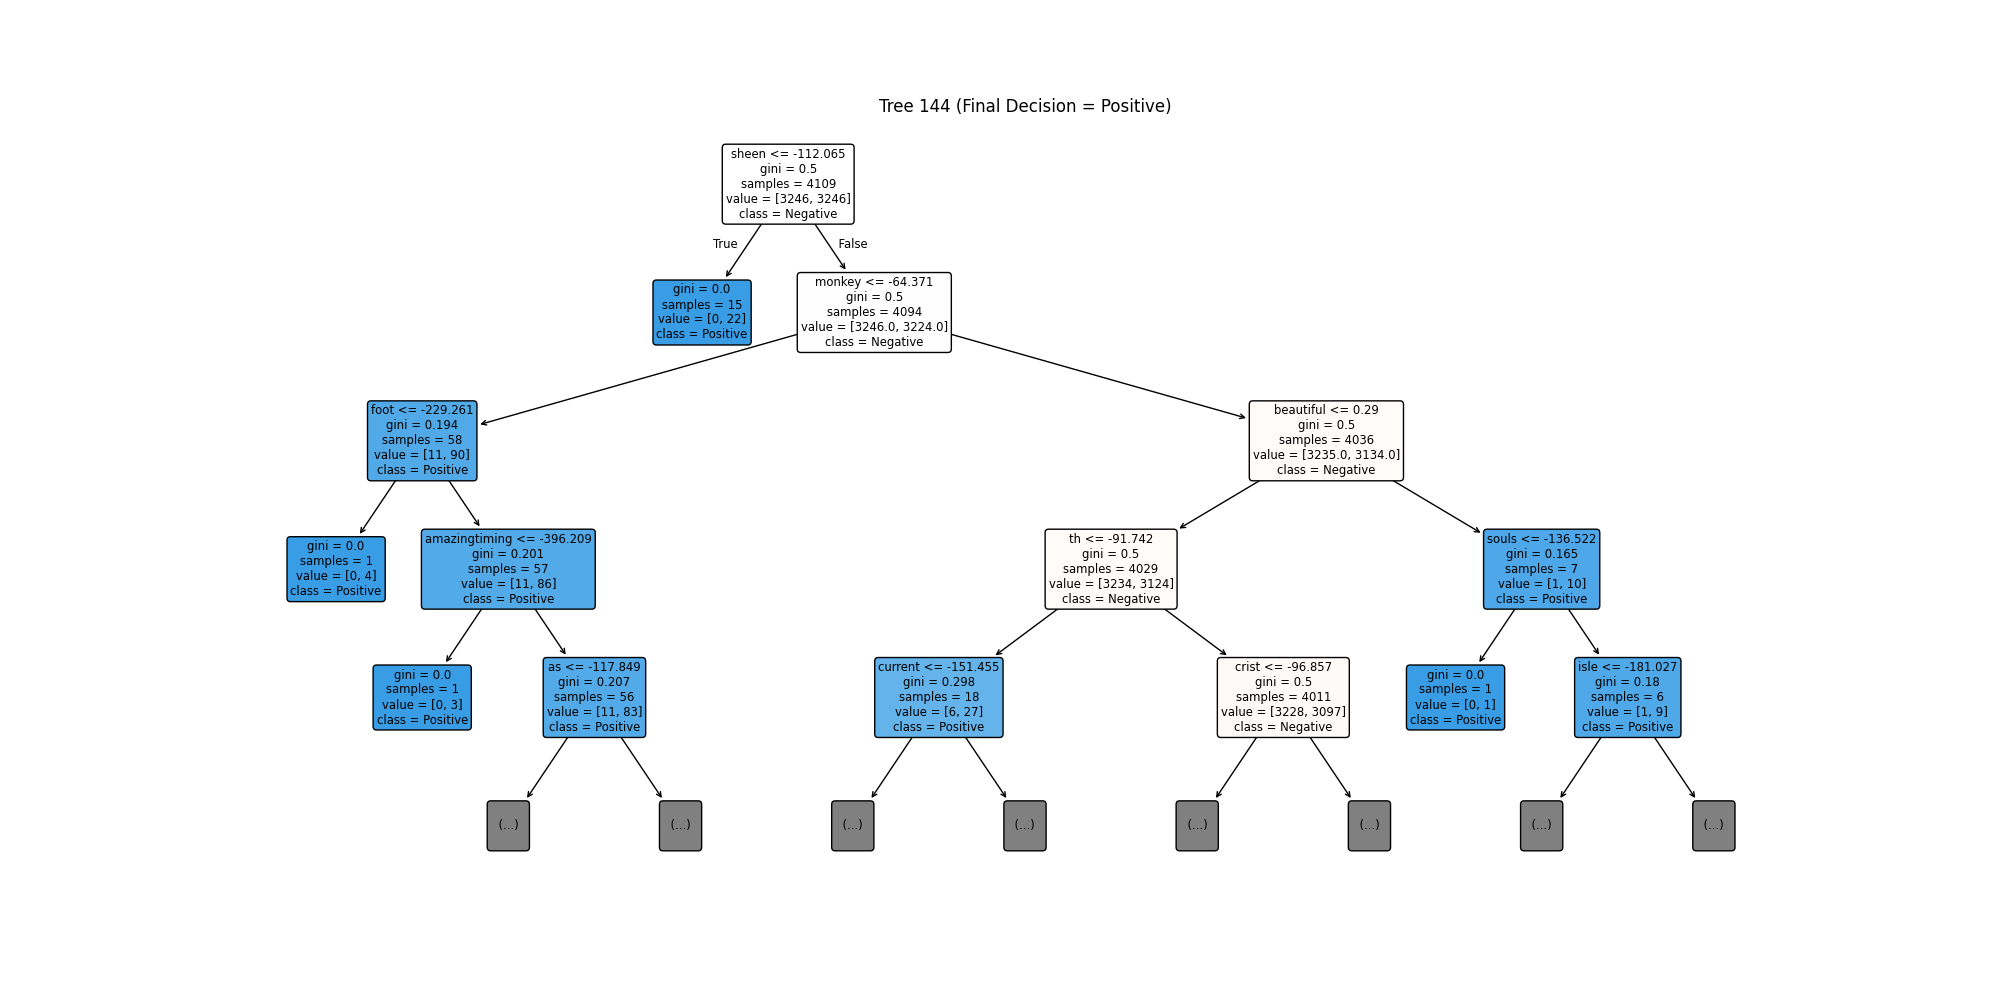 Tree 144 (Final Decision = Positive)
sheen <= -112.065
gini = 0.5
samples = 4109
value = [3246, 3246]
class = Negative
True
False
gini = 0.0
samples = 15
value = [0, 22]
class = Positive
monkey <= -64.371
gini = 0.5
samples = 4094
value = [3246.0, 3224.0]
class = Negative
foot <= -229.261
gini = 0.194
samples = 58
value = [11, 90]
class = Positive
beautiful <= 0.29
gini = 0.5
samples = 4036
value = [3235.0, 3134.0]
class = Negative
gini = 0.0
samples = 1
value = [0, 4]
class = Positive
amazingtiming <= -396.209
gini = 0.201
samples = 57
value = [11, 86]
class = Positive
th <= -91.742
gini = 0.5
samples = 4029
value = [3234, 3124]
class = Negative
souls <= -136.522
gini = 0.165
samples = 7
value = [1, 10]
class = Positive
gini = 0.0
samples = 1
value = [0, 3]
class = Positive
as <= -117.849
gini = 0.207
samples = 56
value = [11, 83]
class = Positive
current <= -151.455
gini = 0.298
samples = 18
value = [6, 27]
class = Positive
crist <= -96.857
gini = 0.5
samples = 4011
value = [3228, 3097]
class = Negative
gini = 0.0
samples = 1
value = [0, 1]
class = Positive
isle <= -181.027
gini = 0.18
samples = 6
value = [1, 9]
class = Positive
(...)
(...)
(...)
(...)
(...)
(...)
(...)
(...)